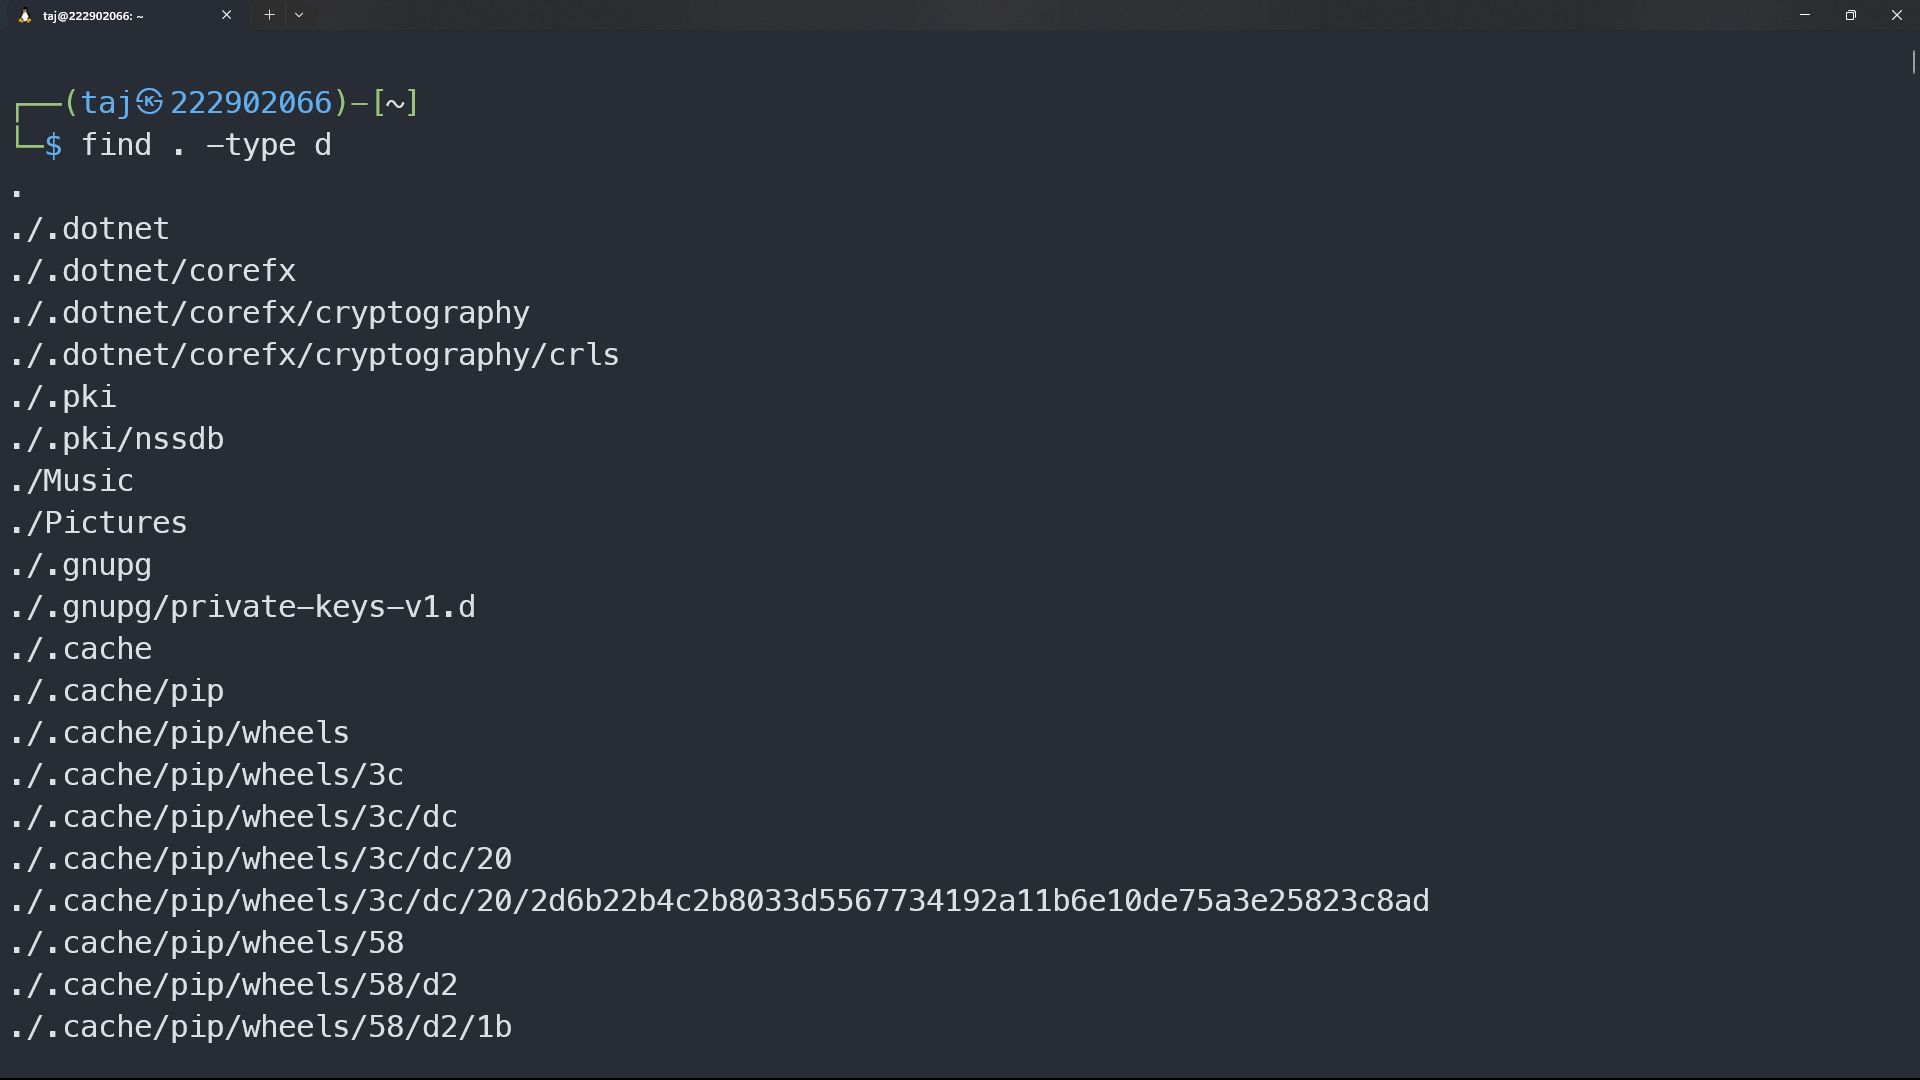 taj@222902066: ~
┌──(taj㉿222902066)-[~]
└─$ find . -type d
.
./.dotnet
./.dotnet/corefx
./.dotnet/corefx/cryptography
./.dotnet/corefx/cryptography/crls
./.pki
./.pki/nssdb
./Music
./Pictures
./.gnupg
./.gnupg/private-keys-v1.d
./.cache
./.cache/pip
./.cache/pip/wheels
./.cache/pip/wheels/3c
./.cache/pip/wheels/3c/dc
./.cache/pip/wheels/3c/dc/20
./.cache/pip/wheels/3c/dc/20/2d6b22b4c2b8033d5567734192a11b6e10de75a3e25823c8ad
./.cache/pip/wheels/58
./.cache/pip/wheels/58/d2
./.cache/pip/wheels/58/d2/1b